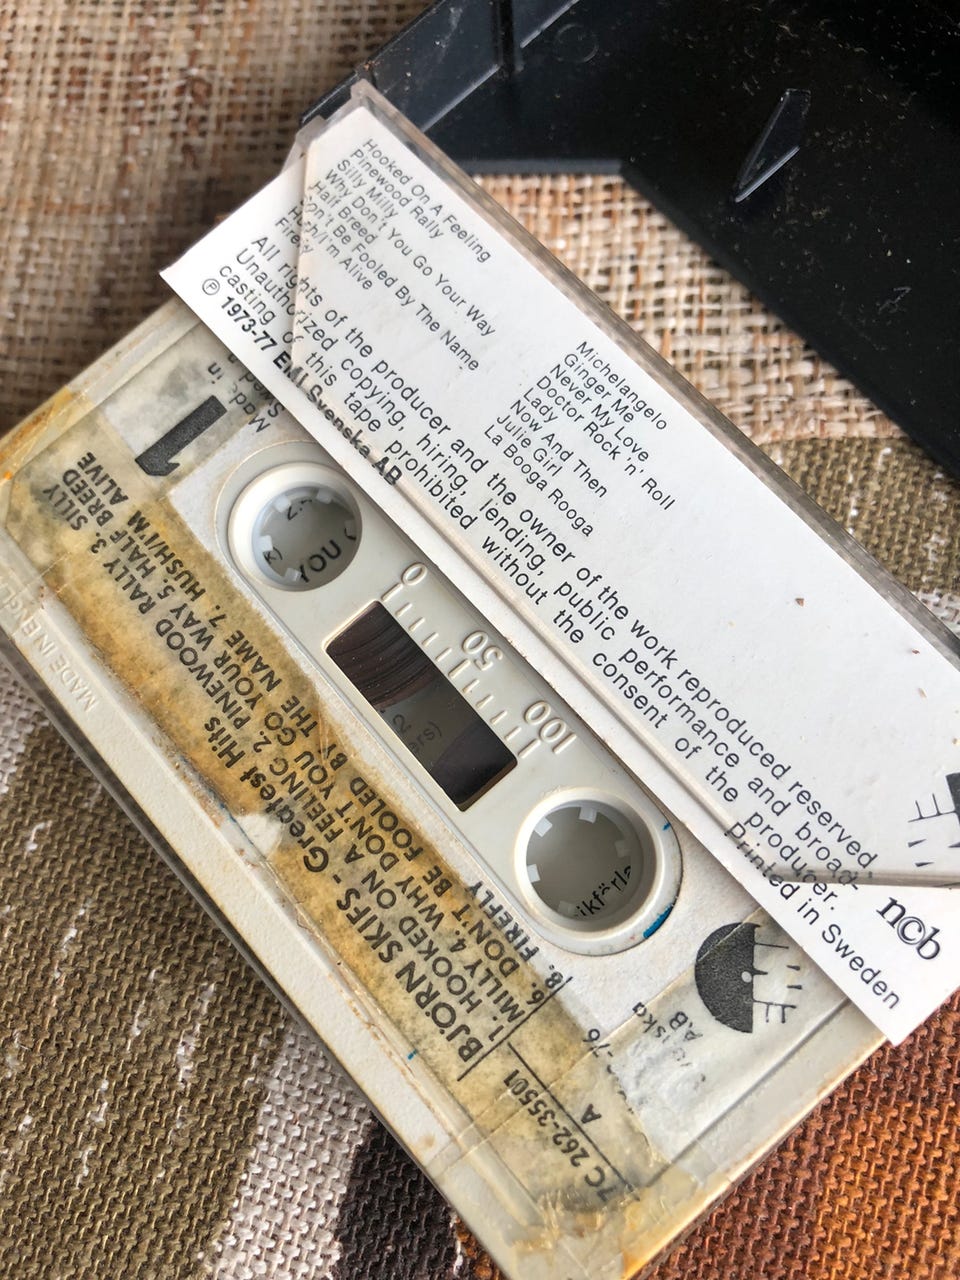 Hooked On A Feeling
Pinewood Rally
Silly Milly
Why Don't You Go Your Way
Half Breed
Don't Be Fooled By The Name
Hush/I'm Alive
Firefly
Michelangelo
Ginger Me
Never My Love
Doctor Rock 'n' Roll
Lady
Now And Then
Julie Girl
La Booga Rooga
All rights of the producer and the owner of the work reproduced reserved.
Unauthorized copying, hiring, lending, public performance and broad-
casting of this tape prohibited without the consent of the producer.
℗ 1973-77 EMI Svenska AB
Printed in Sweden
ncb
1
Made in
BJÖRN SKIFS - Greatest Hits
1. HOOKED ON A FEELING 2. PINEWOOD RALLY 3. SILLY
MILLY 4. WHY DON'T YOU GO YOUR WAY 5. HALF BREED
6. DON'T BE FOOLED BY THE NAME 7. HUSH/I'M ALIVE
8. FIREFLY
7C 262-35501
A
-76
AB
0 50 100
YOU
MADE IN